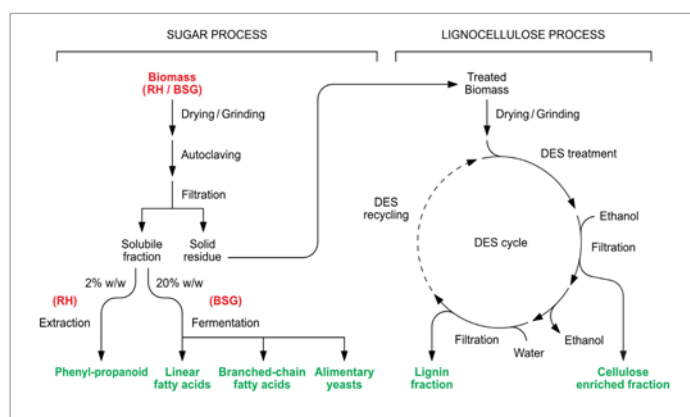 SUGAR PROCESS
LIGNOCELLULOSE PROCESS
Biomass
(RH / BSG)
Drying / Grinding
Autoclaving
Filtration
Solubile
fraction
Solid
residue
2% w/w
20% w/w
(RH)
(BSG)
Extraction
Fermentation
Phenyl-propanoid
Linear
fatty acids
Branched-chain
fatty acids
Alimentary
yeasts
Treated
Biomass
Drying / Grinding
DES treatment
DES
recycling
DES cycle
Ethanol
Filtration
Filtration
Water
Ethanol
Lignin
fraction
Cellulose
enriched fraction